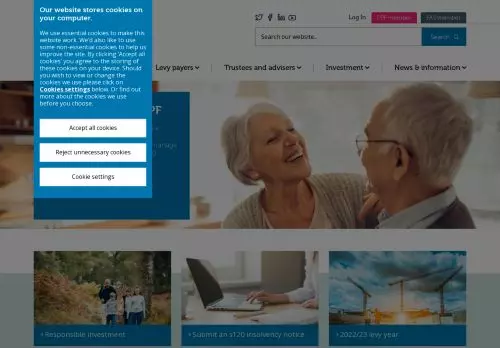 Our website stores cookies on
your computer.
We use essential cookies to make this
website work. We'd also like to use
some non-essential cookies to help us
improve the site. By clicking 'Accept all
cookies' you agree to the storing of
these cookies on your device. Should
you wish to view or change the
cookies we use please click on
Cookies settings below. Or find out
more about the cookies we use
before you choose.
Accept all cookies
Reject unnecessary cookies
Cookie settings
Log In
PPF member
FAS member
Search our website..
Search
Levy payers
Trustees and advisers
Investment
News & information
PF
Responsible investment
Submit an s120 insolvency notice
2022/23 levy year